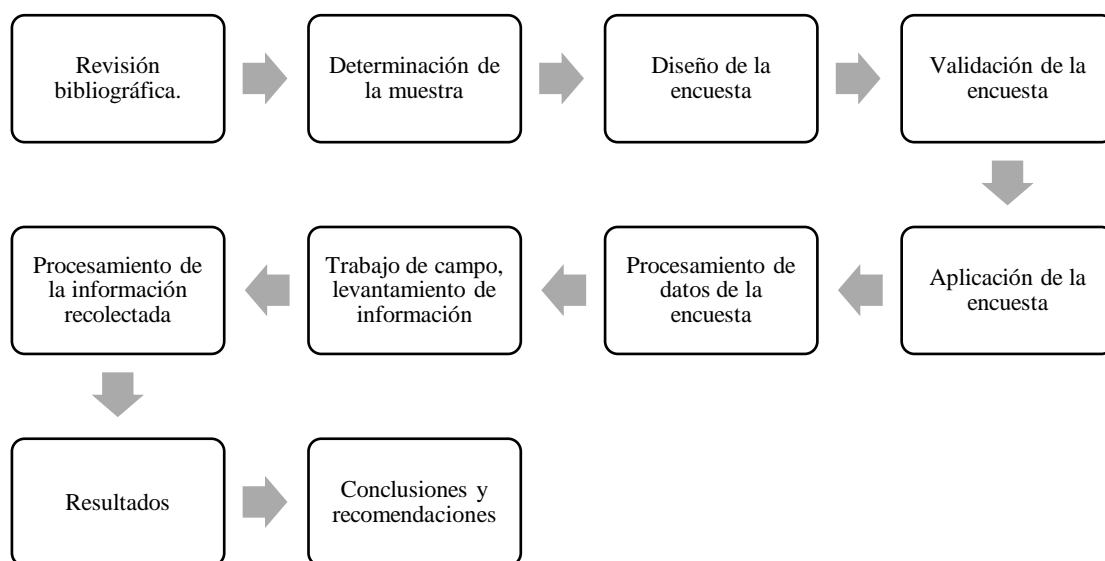 Revisión
bibliográfica.
Determinación de
la muestra
Diseño de la
encuesta
Validación de la
encuesta
Aplicación de la
encuesta
Procesamiento de
datos de la
encuesta
Trabajo de campo,
levantamiento de
información
Procesamiento de
la información
recolectada
Resultados
Conclusiones y
recomendaciones